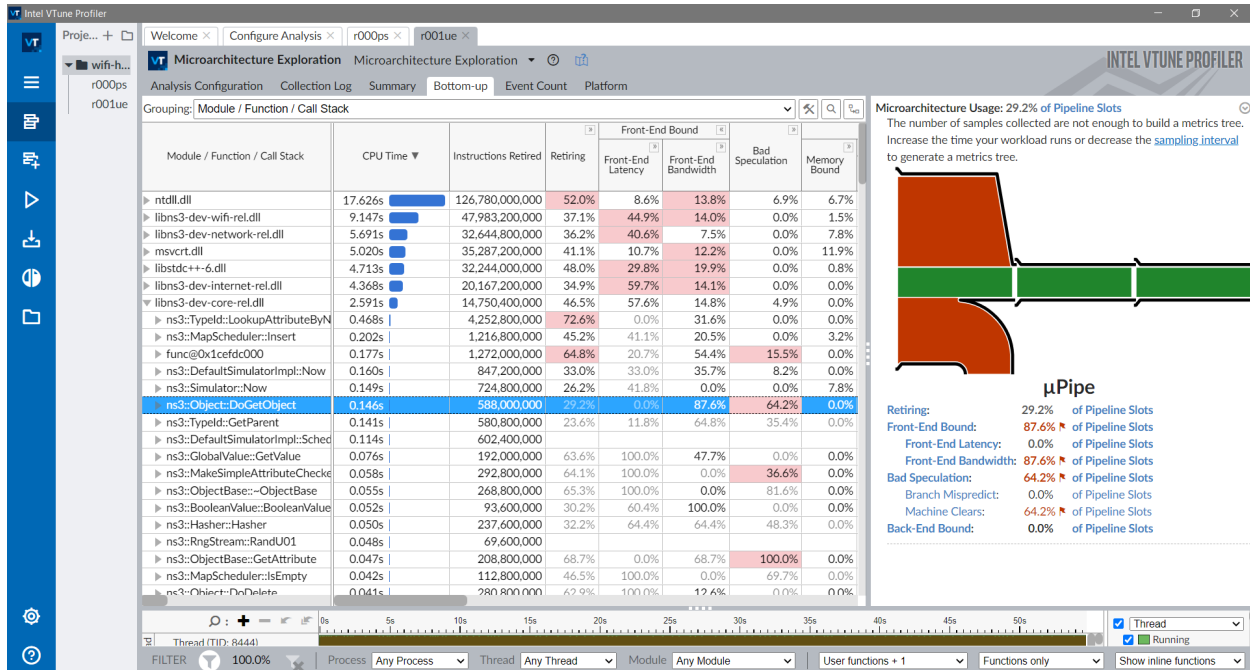 Intel VTune Profiler
Proje...
Welcome
Configure Analysis
r000ps
r001ue
wifi-h...
r000ps
r001ue
Microarchitecture Exploration Microarchitecture Exploration
INTEL VTUNE PROFILER
Analysis Configuration Collection Log Summary Bottom-up Event Count Platform
Grouping: Module / Function / Call Stack
Module / Function / Call Stack
CPU Time ▼
Instructions Retired
Retiring
Front-End Bound
Front-End Latency
Front-End Bandwidth
Bad Speculation
Memory Bound
ntdll.dll 17.626s 126,780,000,000 52.0% 8.6% 13.8% 6.9% 6.7%
libns3-dev-wifi-rel.dll 9.147s 47,983,200,000 37.1% 44.9% 14.0% 0.0% 1.5%
libns3-dev-network-rel.dll 5.691s 32,644,800,000 36.2% 40.6% 7.5% 0.0% 7.8%
msvcrt.dll 5.020s 35,287,200,000 41.1% 10.7% 12.2% 0.0% 11.9%
libstdc++-6.dll 4.713s 32,244,000,000 48.0% 29.8% 19.9% 0.0% 0.8%
libns3-dev-internet-rel.dll 4.368s 20,167,200,000 34.9% 59.7% 14.1% 0.0% 0.0%
libns3-dev-core-rel.dll 2.591s 14,750,400,000 46.5% 57.6% 14.8% 4.9% 0.0%
ns3::TypeId::LookupAttributeByN 0.468s 4,252,800,000 72.6% 0.0% 31.6% 0.0% 0.0%
ns3::MapScheduler::Insert 0.202s 1,216,800,000 45.2% 41.1% 20.5% 0.0% 3.2%
func@0x1cefdc000 0.177s 1,272,000,000 64.8% 20.7% 54.4% 15.5% 0.0%
ns3::DefaultSimulatorImpl::Now 0.160s 847,200,000 33.0% 33.0% 35.7% 8.2% 0.0%
ns3::Simulator::Now 0.149s 724,800,000 26.2% 41.8% 0.0% 0.0% 7.8%
ns3::Object::DoGetObject 0.146s 588,000,000 29.2% 0.0% 87.6% 64.2% 0.0%
ns3::TypeId::GetParent 0.141s 580,800,000 23.6% 11.8% 64.8% 35.4% 0.0%
ns3::DefaultSimulatorImpl::Sched 0.114s 602,400,000
ns3::GlobalValue::GetValue 0.076s 192,000,000 63.6% 100.0% 47.7% 0.0% 0.0%
ns3::MakeSimpleAttributeChecke 0.058s 292,800,000 64.1% 100.0% 0.0% 36.6% 0.0%
ns3::ObjectBase::~ObjectBase 0.055s 268,800,000 65.3% 100.0% 0.0% 81.6% 0.0%
ns3::BooleanValue::BooleanValue 0.052s 93,600,000 30.2% 60.4% 100.0% 0.0% 0.0%
ns3::Hasher::Hasher 0.050s 237,600,000 32.2% 64.4% 64.4% 48.3% 0.0%
ns3::RngStream::RandU01 0.048s 69,600,000
ns3::ObjectBase::GetAttribute 0.047s 208,800,000 68.7% 0.0% 68.7% 100.0% 0.0%
ns3::MapScheduler::IsEmpty 0.042s 112,800,000 46.5% 100.0% 0.0% 69.7% 0.0%
ns3::Object::DoDelete 0.041s 280,800,000 62.9% 100.0% 12.6% 0.0% 0.0%
Microarchitecture Usage: 29.2% of Pipeline Slots
The number of samples collected are not enough to build a metrics tree.
Increase the time your workload runs or decrease the sampling interval
to generate a metrics tree.
μPipe
Retiring: 29.2% of Pipeline Slots
Front-End Bound: 87.6% of Pipeline Slots
Front-End Latency: 0.0% of Pipeline Slots
Front-End Bandwidth: 87.6% of Pipeline Slots
Bad Speculation: 64.2% of Pipeline Slots
Branch Mispredict: 0.0% of Pipeline Slots
Machine Clears: 64.2% of Pipeline Slots
Back-End Bound: 0.0% of Pipeline Slots
0s 5s 10s 15s 20s 25s 30s 35s 40s 45s 50s
Thread (TID: 8444)
Thread
Running
FILTER 100.0% Process Any Process Thread Any Thread Module Any Module User functions + 1 Functions only Show inline functions